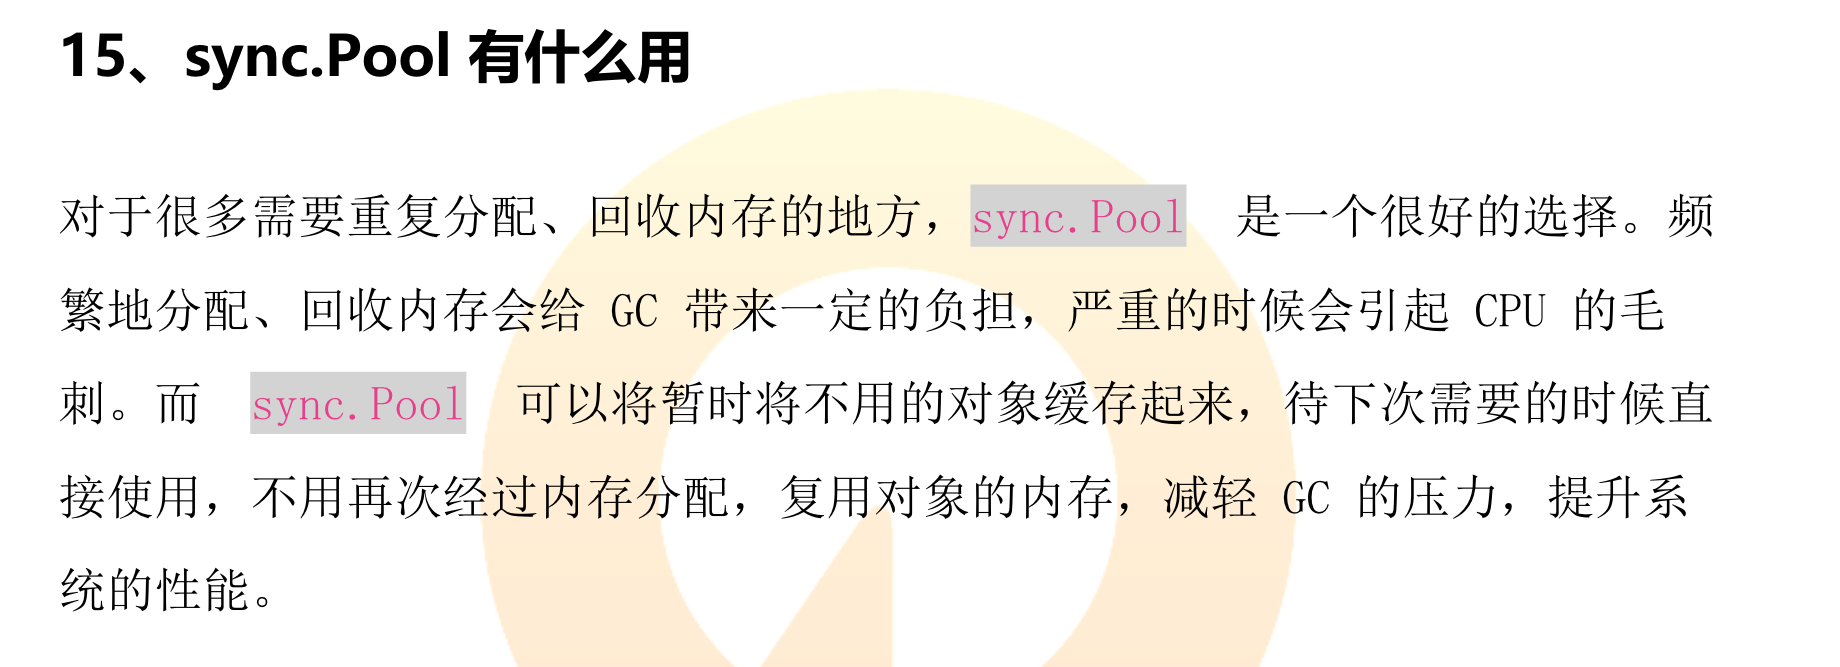 15、sync.Pool 有什么用
对于很多需要重复分配、回收内存的地方，sync.Pool 是一个很好的选择。频
繁地分配、回收内存会给 GC 带来一定的负担，严重的时候会引起 CPU 的毛
刺。而 sync.Pool 可以将暂时将不用的对象缓存起来，待下次需要的时候直
接使用，不用再次经过内存分配，复用对象的内存，减轻 GC 的压力，提升系
统的性能。